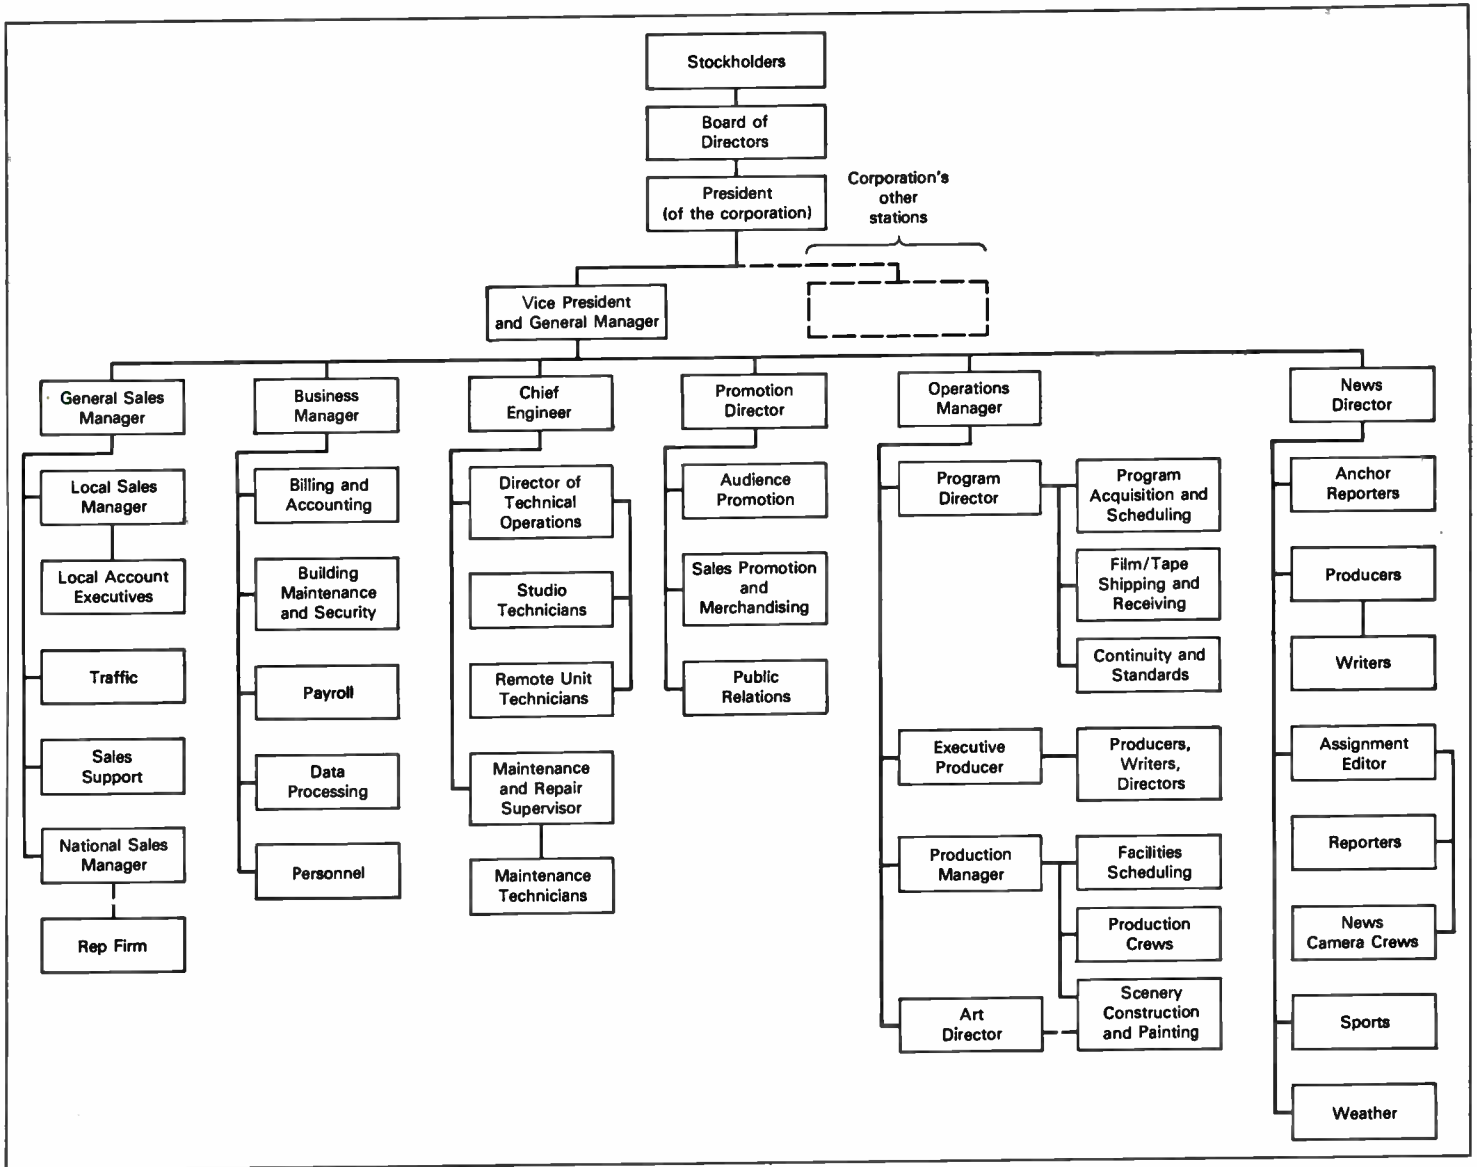 Stockholders
Board of
Directors
President
(of the corporation)
Corporation's
other
stations
Vice President
and General Manager
General Sales
Manager
Local Sales
Manager
Local Account
Executives
Traffic
Sales
Support
National Sales
Manager
Rep Firm
Business
Manager
Billing and
Accounting
Building
Maintenance
and Security
Payroll
Data
Processing
Personnel
Chief
Engineer
Director of
Technical
Operations
Studio
Technicians
Remote Unit
Technicians
Maintenance
and Repair
Supervisor
Maintenance
Technicians
Promotion
Director
Audience
Promotion
Sales Promotion
and
Merchandising
Public
Relations
Operations
Manager
Program
Director
Program
Acquisition and
Scheduling
Film/Tape
Shipping and
Receiving
Continuity and
Standards
Executive
Producer
Producers,
Writers,
Directors
Production
Manager
Facilities
Scheduling
Production
Crews
Scenery
Construction
and Painting
Art
Director
News
Director
Anchor
Reporters
Producers
Writers
Assignment
Editor
Reporters
News
Camera Crews
Sports
Weather